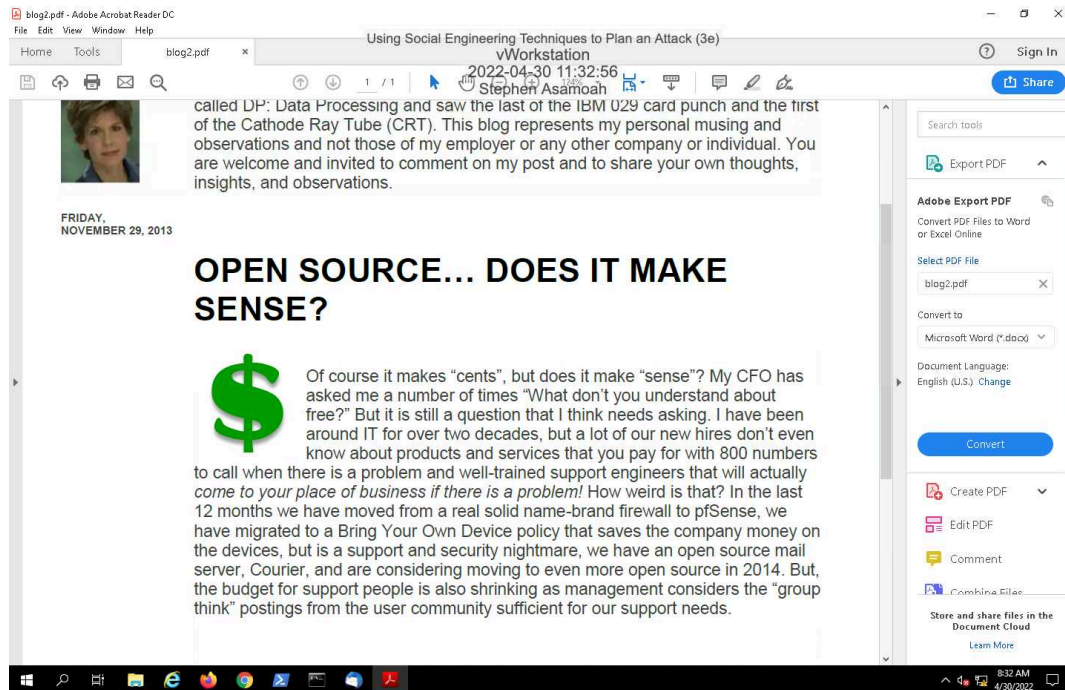 blog2.pdf - Adobe Acrobat Reader DC
File Edit View Window Help
Using Social Engineering Techniques to Plan an Attack (3e)
Home Tools blog2.pdf × Sign In
vWorkstation
2022-04-30 11:32:56
1 / 1 124%
Stephen Asamoah
Share
called DP: Data Processing and saw the last of the IBM 029 card punch and the first
of the Cathode Ray Tube (CRT). This blog represents my personal musing and
observations and not those of my employer or any other company or individual. You
are welcome and invited to comment on my post and to share your own thoughts,
insights, and observations.
FRIDAY,
NOVEMBER 29, 2013
OPEN SOURCE... DOES IT MAKE
SENSE?
$
Of course it makes “cents”, but does it make “sense”? My CFO has
asked me a number of times “What don’t you understand about
free?” But it is still a question that I think needs asking. I have been
around IT for over two decades, but a lot of our new hires don’t even
know about products and services that you pay for with 800 numbers
to call when there is a problem and well-trained support engineers that will actually
come to your place of business if there is a problem! How weird is that? In the last
12 months we have moved from a real solid name-brand firewall to pfSense, we
have migrated to a Bring Your Own Device policy that saves the company money on
the devices, but is a support and security nightmare, we have an open source mail
server, Courier, and are considering moving to even more open source in 2014. But,
the budget for support people is also shrinking as management considers the “group
think” postings from the user community sufficient for our support needs.
Search tools
Export PDF
Adobe Export PDF
Convert PDF Files to Word
or Excel Online
Select PDF File
blog2.pdf
Convert to
Microsoft Word (*.docx)
Document Language:
English (U.S.) Change
Convert
Create PDF
Edit PDF
Comment
Combine Files
Store and share files in the
Document Cloud
Learn More
8:32 AM
4/30/2022